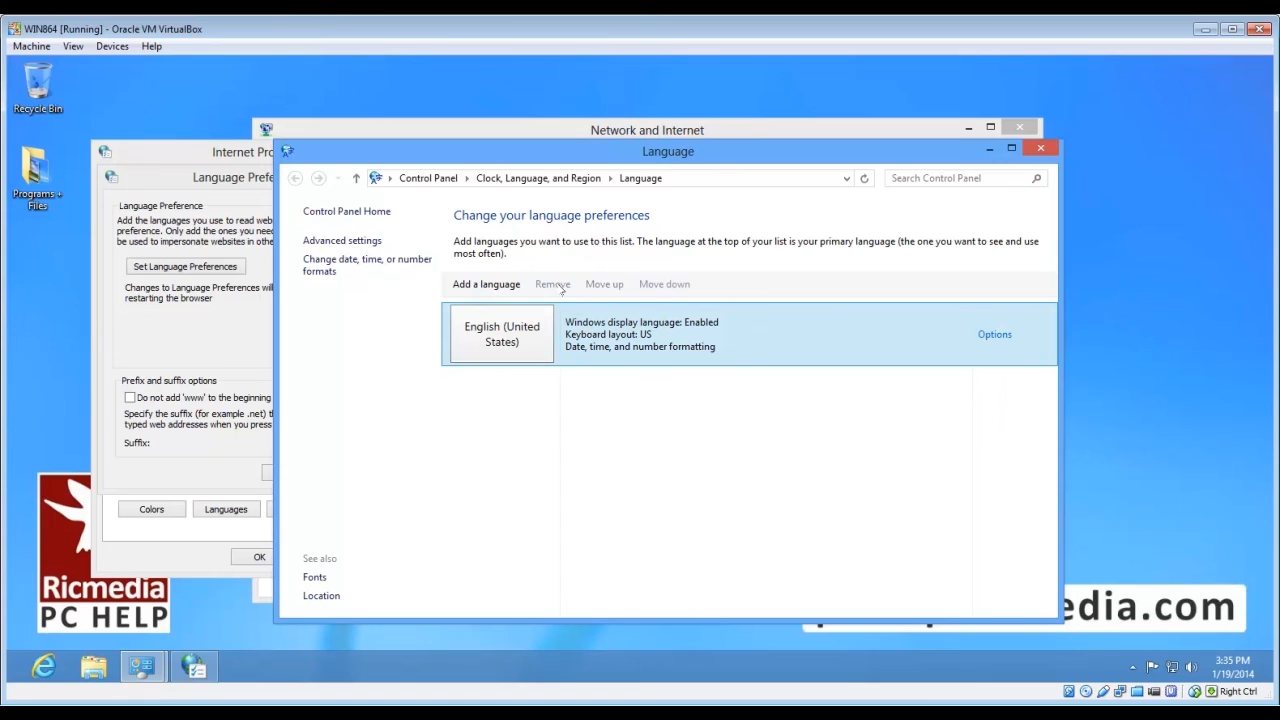 WIN864 [Running] - Oracle VM VirtualBox
Machine View Devices Help
Recycle Bin
Programs +
Files
Network and Internet
Internet Pro
Language Prefe
Language Preference
Add the languages you use to read web
preference. Only add the ones you need
be used to impersonate websites in othe
Set Language Preferences
Changes to Language Preferences will
restarting the browser
Prefix and suffix options
Do not add 'www' to the beginning
Specify the suffix (for example .net) t
typed web addresses when you press
Suffix:
Colors Languages
OK
Language
Control Panel Clock, Language, and Region Language
Search Control Panel
Control Panel Home
Advanced settings
Change date, time, or number
formats
See also
Fonts
Location
Change your language preferences
Add languages you want to use to this list. The language at the top of your list is your primary language (the one you want to see and use
most often).
Add a language Remove Move up Move down
English (United
States)
Windows display language: Enabled
Keyboard layout: US
Date, time, and number formatting
Options
Ricmedia
PC HELP
edia.com
3:35 PM
1/19/2014
Right Ctrl